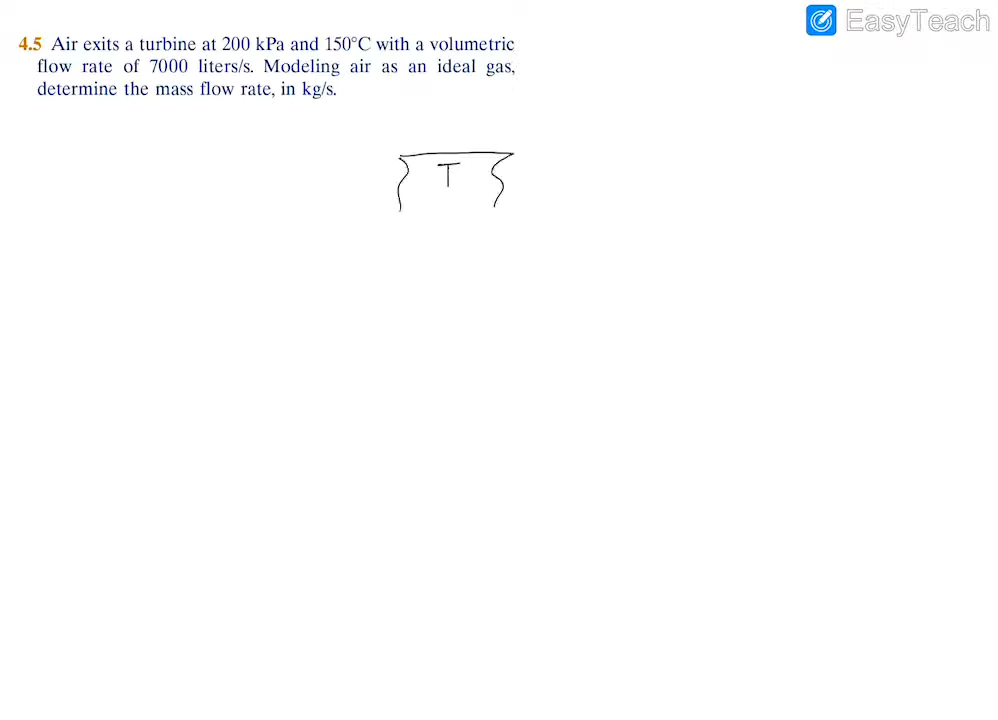 EasyTeach
4.5 Air exits a turbine at 200 kPa and 150°C with a volumetric
flow rate of 7000 liters/s. Modeling air as an ideal gas,
determine the mass flow rate, in kg/s.
T